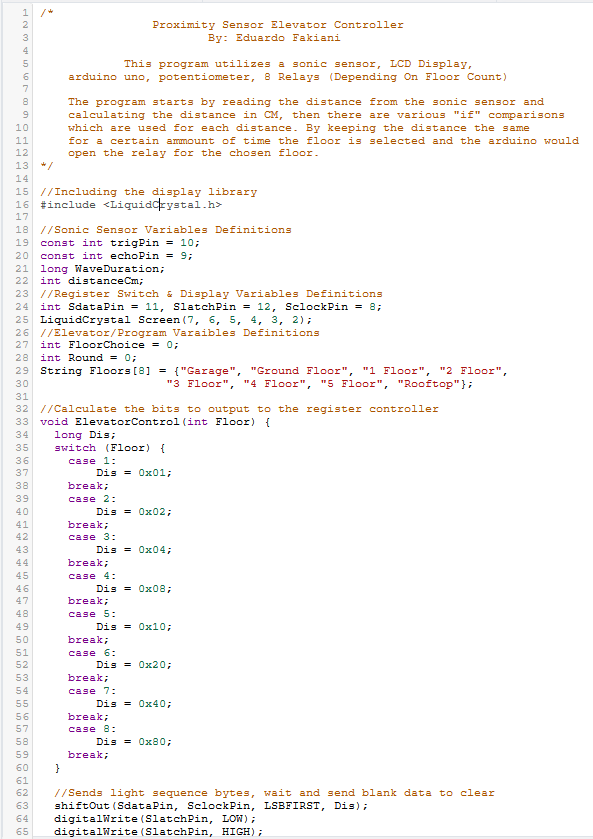 1 /*
2 Proximity Sensor Elevator Controller
3 By: Eduardo Fakiani
4
5 This program utilizes a sonic sensor, LCD Display,
6 arduino uno, potentiometer, 8 Relays (Depending On Floor Count)
7
8 The program starts by reading the distance from the sonic sensor and
9 calculating the distance in CM, then there are various "if" comparisons
10 which are used for each distance. By keeping the distance the same
11 for a certain ammount of time the floor is selected and the arduino would
12 open the relay for the chosen floor.
13 */
14
15 //Including the display library
16 #include <LiquidCrystal.h>
17
18 //Sonic Sensor Variables Definitions
19 const int trigPin = 10;
20 const int echoPin = 9;
21 long WaveDuration;
22 int distanceCm;
23 //Register Switch & Display Variables Definitions
24 int SdataPin = 11, SlatchPin = 12, SclockPin = 8;
25 LiquidCrystal Screen(7, 6, 5, 4, 3, 2);
26 //Elevator/Program Varaibles Definitions
27 int FloorChoice = 0;
28 int Round = 0;
29 String Floors[8] = {"Garage", "Ground Floor", "1 Floor", "2 Floor",
30 "3 Floor", "4 Floor", "5 Floor", "Rooftop"};
31
32 //Calculate the bits to output to the register controller
33 void ElevatorControl(int Floor) {
34 long Dis;
35 switch (Floor) {
36 case 1:
37 Dis = 0x01;
38 break;
39 case 2:
40 Dis = 0x02;
41 break;
42 case 3:
43 Dis = 0x04;
44 break;
45 case 4:
46 Dis = 0x08;
47 break;
48 case 5:
49 Dis = 0x10;
50 break;
51 case 6:
52 Dis = 0x20;
53 break;
54 case 7:
55 Dis = 0x40;
56 break;
57 case 8:
58 Dis = 0x80;
59 break;
60 }
61
62 //Sends light sequence bytes, wait and send blank data to clear
63 shiftOut(SdataPin, SclockPin, LSBFIRST, Dis);
64 digitalWrite(SlatchPin, LOW);
65 digitalWrite(SlatchPin, HIGH);